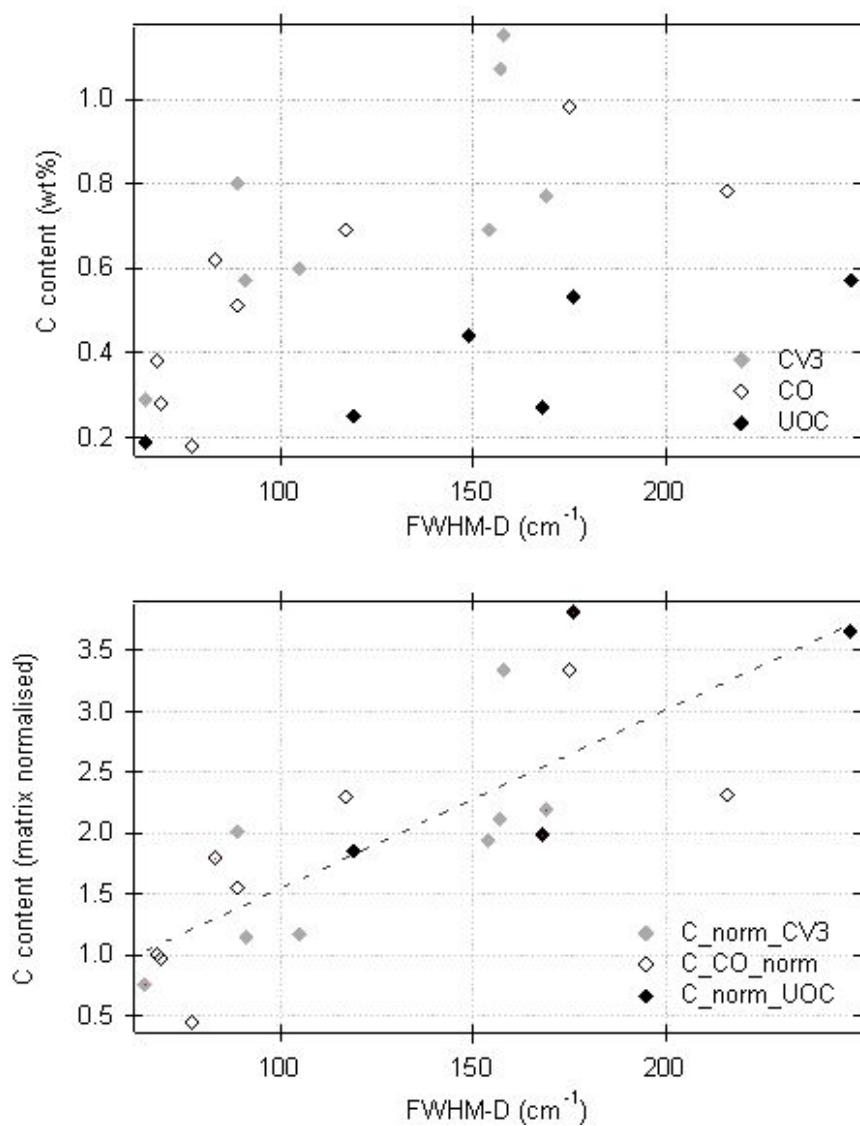 C content (wt%)
1.0
0.8
0.6
0.4
0.2
CV3
CO
UOC
100
150
200
FWHM-D (cm⁻¹)
C content (matrix normalised)
3.5
3.0
2.5
2.0
1.5
1.0
0.5
C_norm_CV3
C_CO_norm
C_norm_UOC
100
150
200
FWHM-D (cm⁻¹)